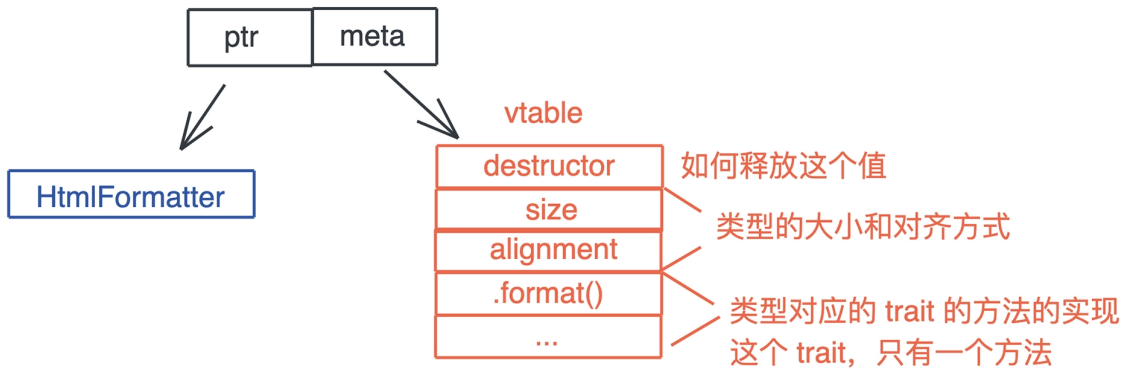 ptr
meta
HtmlFormatter
vtable
destructor
如何释放这个值
size
alignment
类型的大小和对齐方式
.format()
...
类型对应的 trait 的方法的实现
这个 trait，只有一个方法